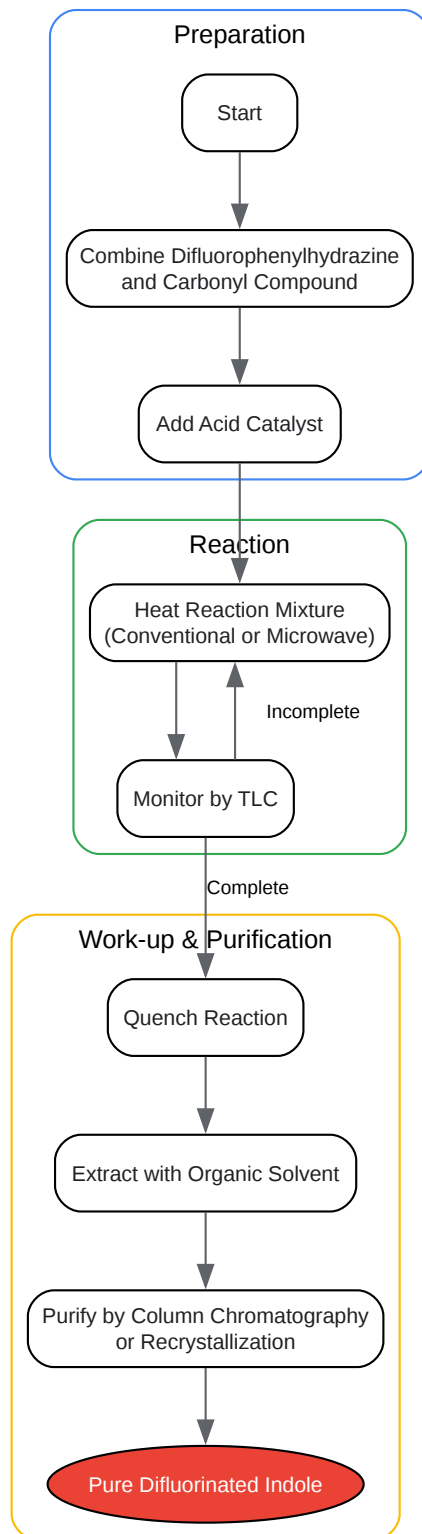 Preparation
Start
Combine Difluorophenylhydrazine
and Carbonyl Compound
Add Acid Catalyst
Reaction
Heat Reaction Mixture
(Conventional or Microwave)
Incomplete
Monitor by TLC
Complete
Work-up & Purification
Quench Reaction
Extract with Organic Solvent
Purify by Column Chromatography
or Recrystallization
Pure Difluorinated Indole